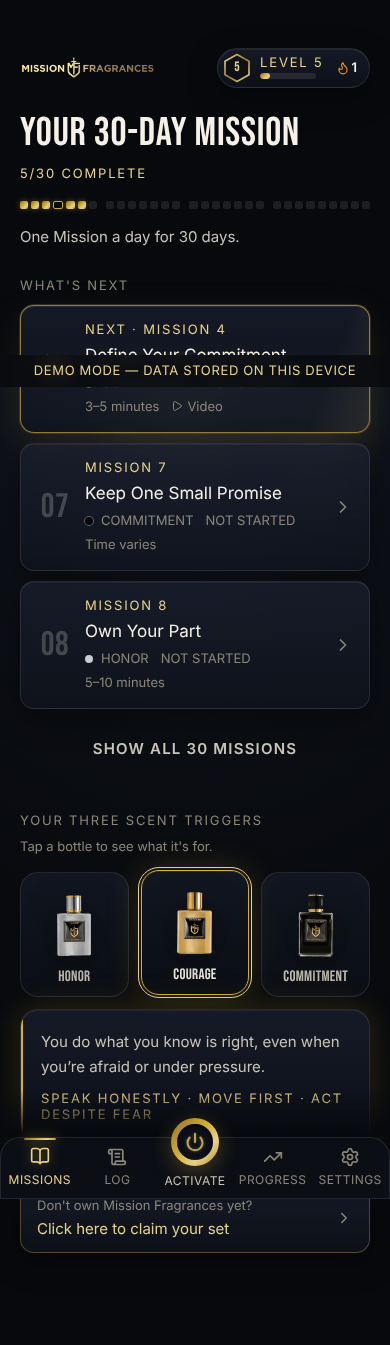 MISSION FRAGRANCES
5
LEVEL 5
1
YOUR 30-DAY MISSION
5/30 COMPLETE
One Mission a day for 30 days.
WHAT'S NEXT
NEXT · MISSION 4
Define Your Commitment
DEMO MODE — DATA STORED ON THIS DEVICE
3–5 minutes Video
MISSION 7
07
Keep One Small Promise
COMMITMENT NOT STARTED
Time varies
MISSION 8
08
Own Your Part
HONOR NOT STARTED
5–10 minutes
SHOW ALL 30 MISSIONS
YOUR THREE SCENT TRIGGERS
Tap a bottle to see what it's for.
HONOR
COURAGE
COMMITMENT
You do what you know is right, even when
you’re afraid or under pressure.
SPEAK HONESTLY · MOVE FIRST · ACT
DESPITE FEAR
MISSIONS
LOG
ACTIVATE
PROGRESS
SETTINGS
Don't own Mission Fragrances yet?
Click here to claim your set